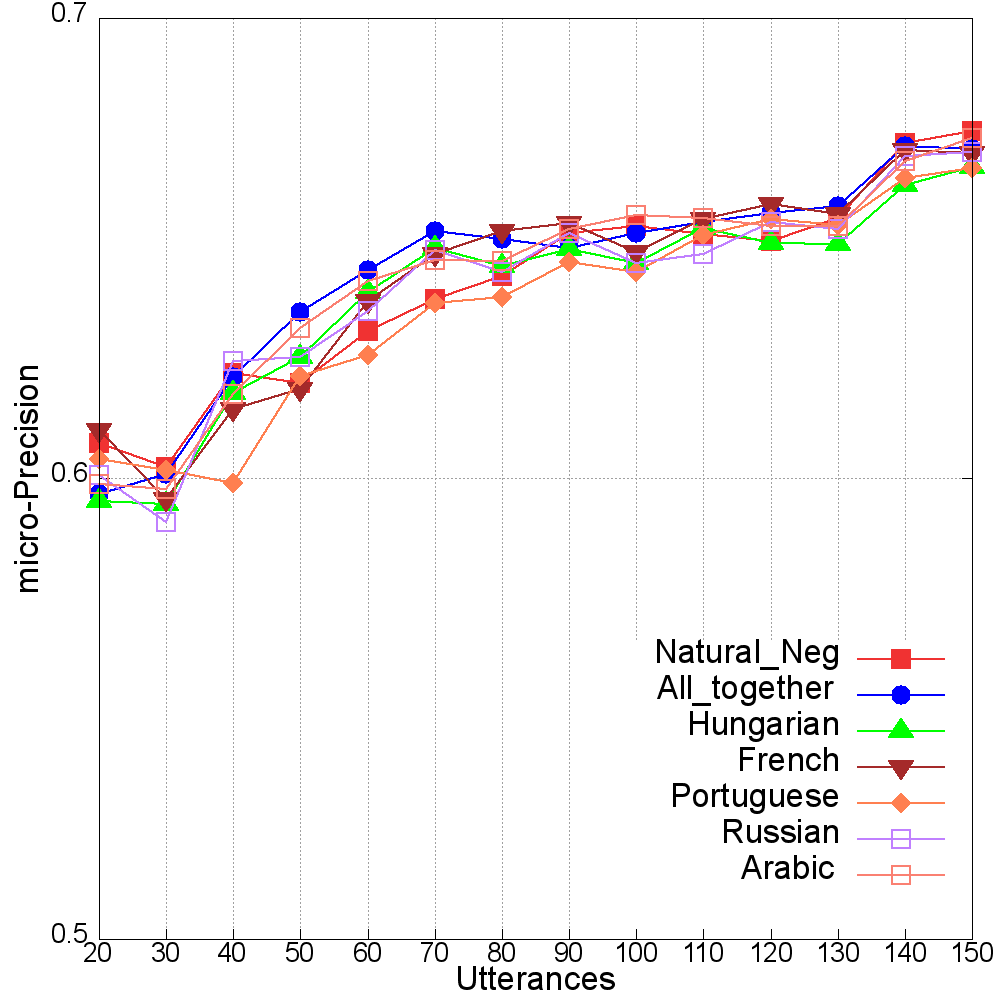 0.7
0.6
0.5
micro-Precision
20 30 40 50 60 70 80 90 100 110 120 130 140 150
Utterances
Natural_Neg
All_together
Hungarian
French
Portuguese
Russian
Arabic